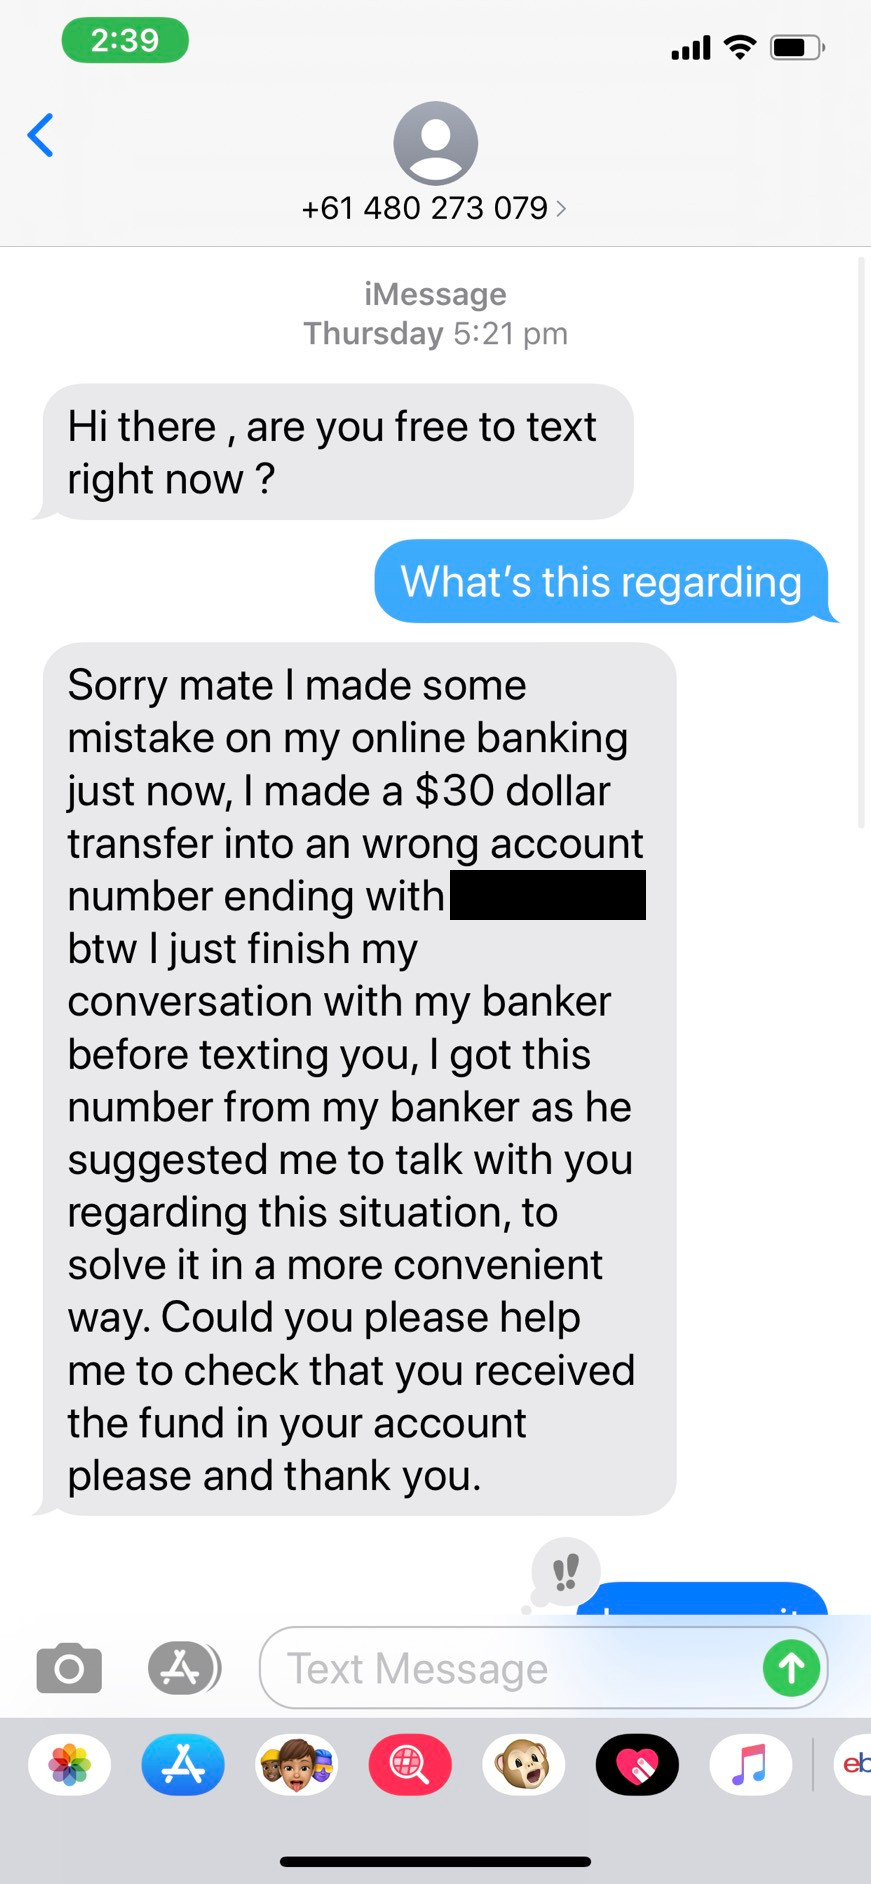 2:39
+61 480 273 079
iMessage
Thursday 5:21 pm
Hi there , are you free to text
right now ?
What's this regarding
Sorry mate I made some
mistake on my online banking
just now, I made a $30 dollar
transfer into an wrong account
number ending with
btw I just finish my
conversation with my banker
before texting you, I got this
number from my banker as he
suggested me to talk with you
regarding this situation, to
solve it in a more convenient
way. Could you please help
me to check that you received
the fund in your account
please and thank you.
Text Message